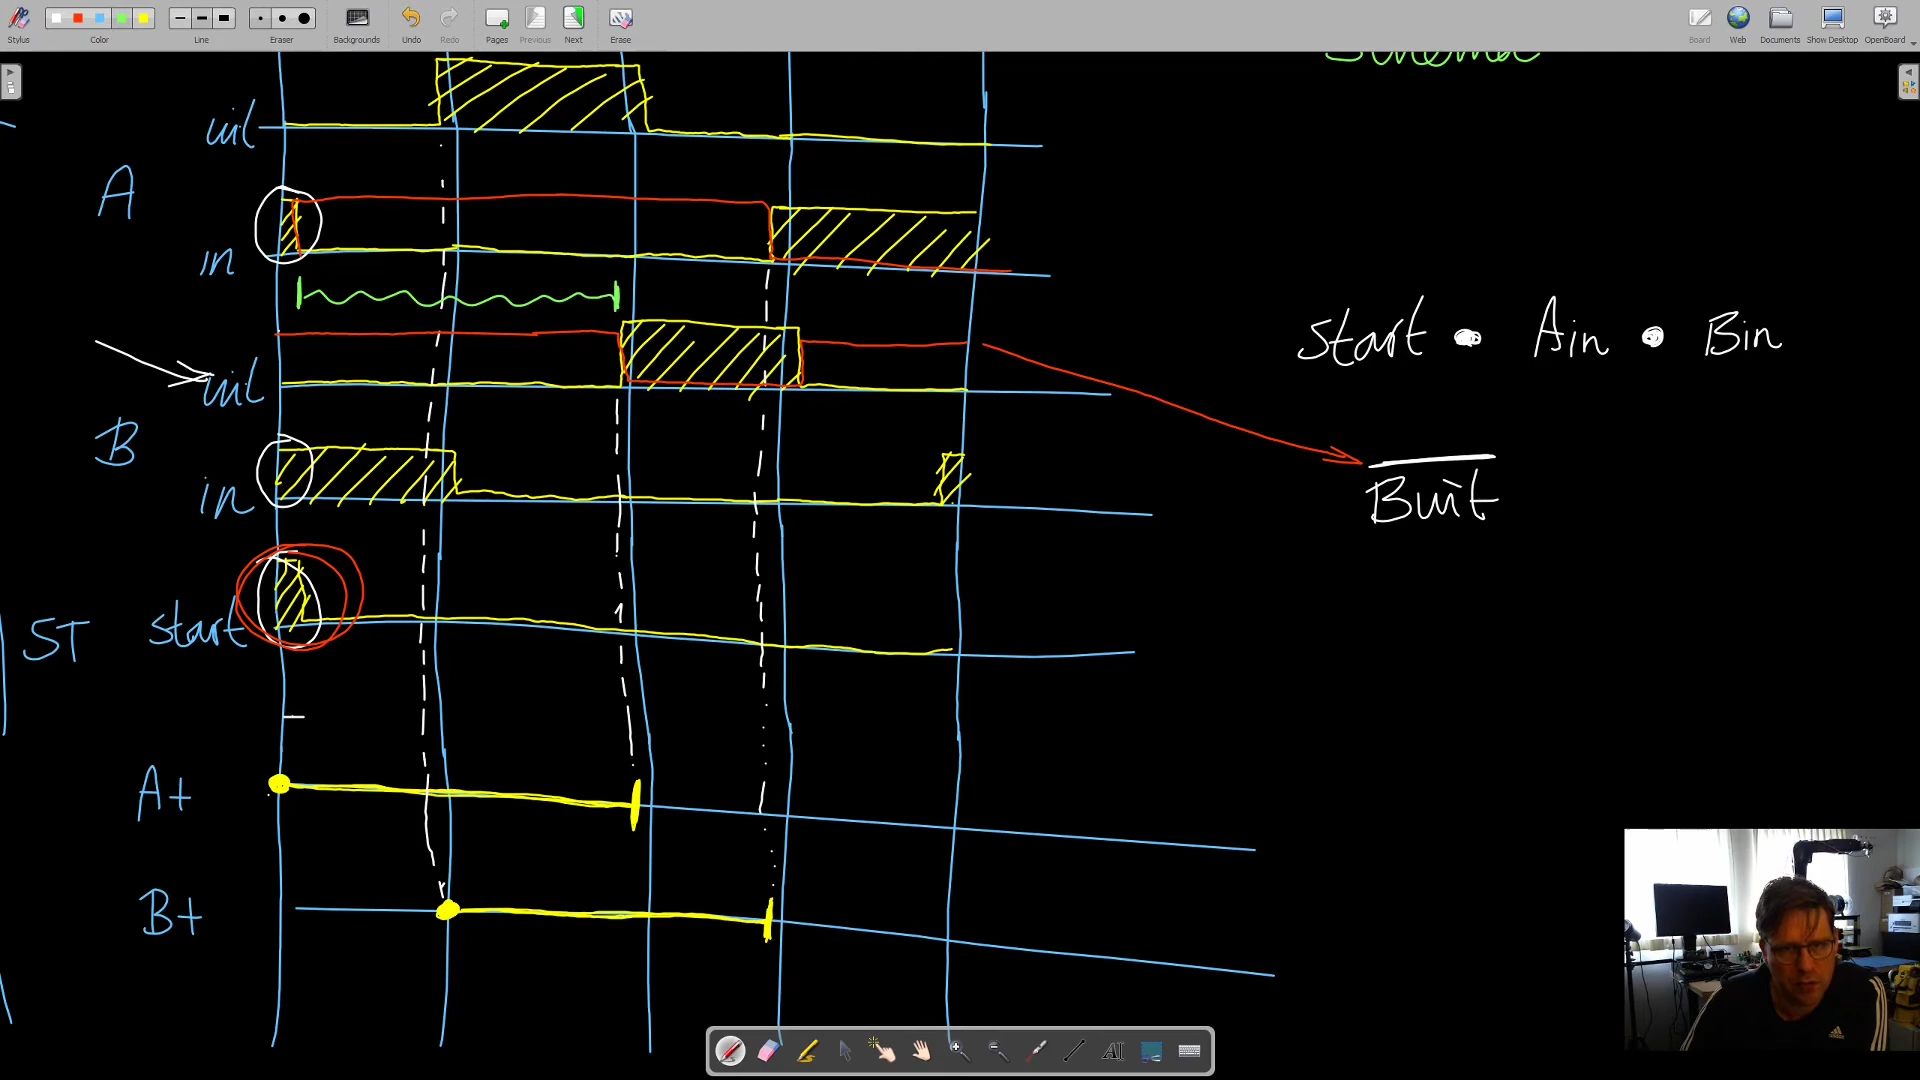 Stylus Color Line Eraser Backgrounds Undo Redo Pages Previous Next Erase Board Web Documents Show Desktop OpenBoard
uit
A
in
uit
B
in
ST start
A+
B+
Start • Ain • Bin
Buit
AI